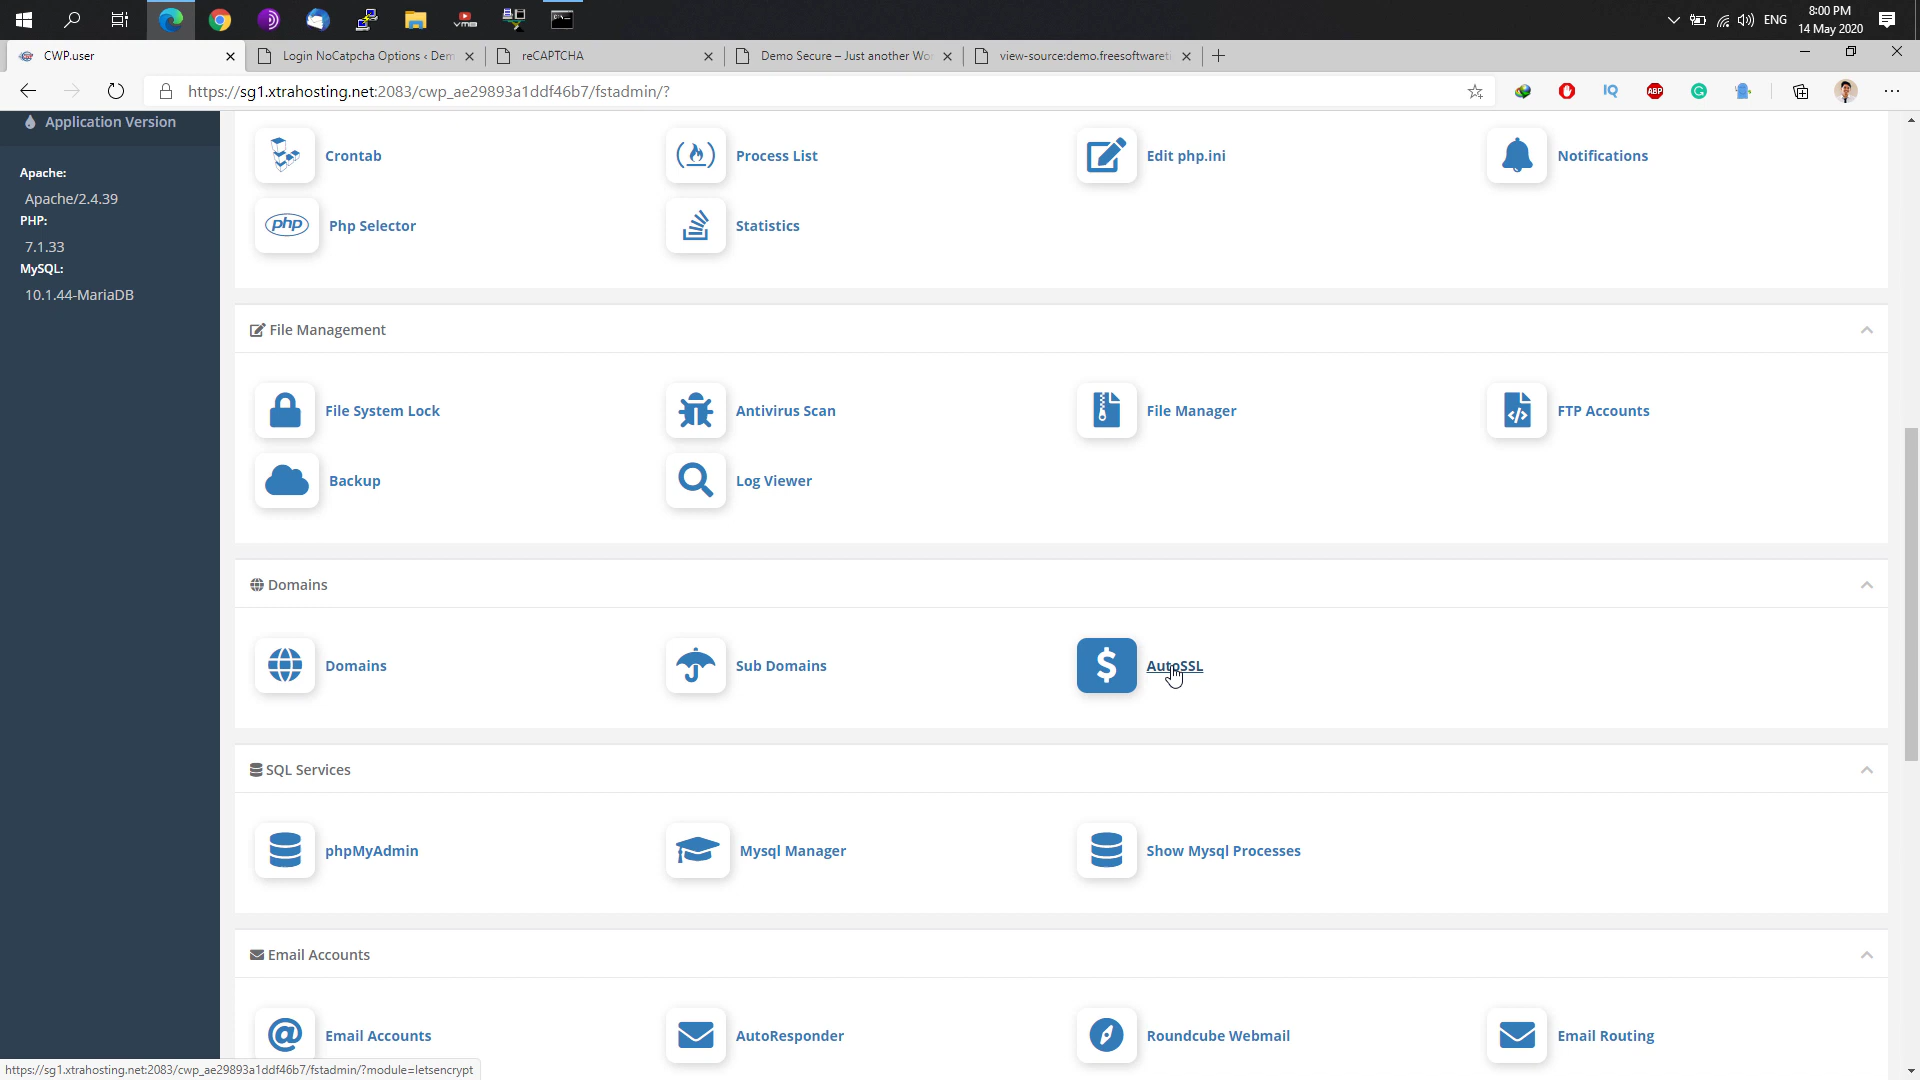 8:00 PM
ENG
14 May 2020
CWP.user
Login NoCatpcha Options ‹ Dem
reCAPTCHA
Demo Secure – Just another Wo
view-source:demo.freesoftwareti
https://sg1.xtrahosting.net:2083/cwp_ae29893a1ddf46b7/fstadmin/?
IQ
ABP
Application Version
Apache:
Apache/2.4.39
PHP:
7.1.33
MySQL:
10.1.44-MariaDB
Crontab
Process List
Edit php.ini
Notifications
php
Php Selector
Statistics
File Management
File System Lock
Antivirus Scan
File Manager
FTP Accounts
Backup
Log Viewer
Domains
Domains
Sub Domains
$
AutoSSL
SQL Services
phpMyAdmin
Mysql Manager
Show Mysql Processes
Email Accounts
@
Email Accounts
AutoResponder
Roundcube Webmail
Email Routing
https://sg1.xtrahosting.net:2083/cwp_ae29893a1ddf46b7/fstadmin/?module=letsencrypt